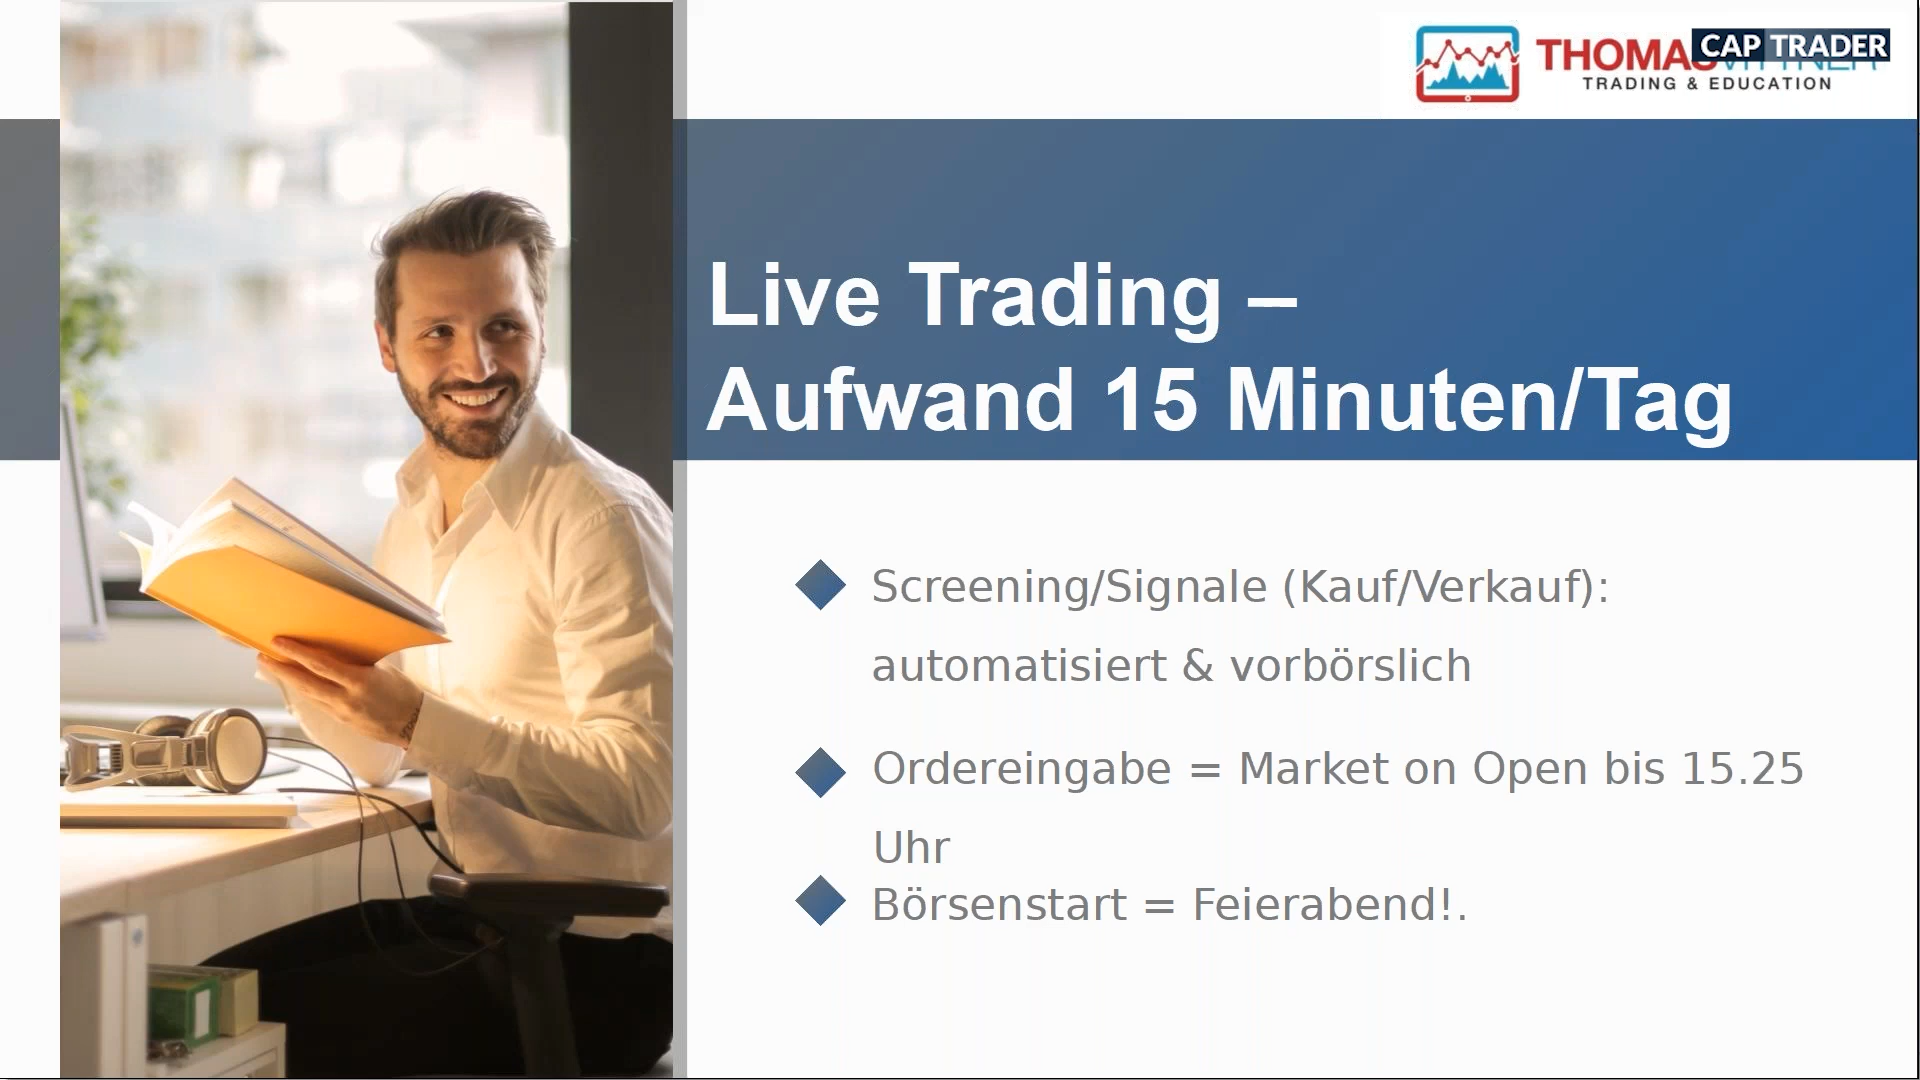 THOMAS
CAP TRADER
TRADING & EDUCATION
Live Trading –
Aufwand 15 Minuten/Tag
Screening/Signale (Kauf/Verkauf):
automatisiert & vorbörslich
Ordereingabe = Market on Open bis 15.25
Uhr
Börsenstart = Feierabend!.